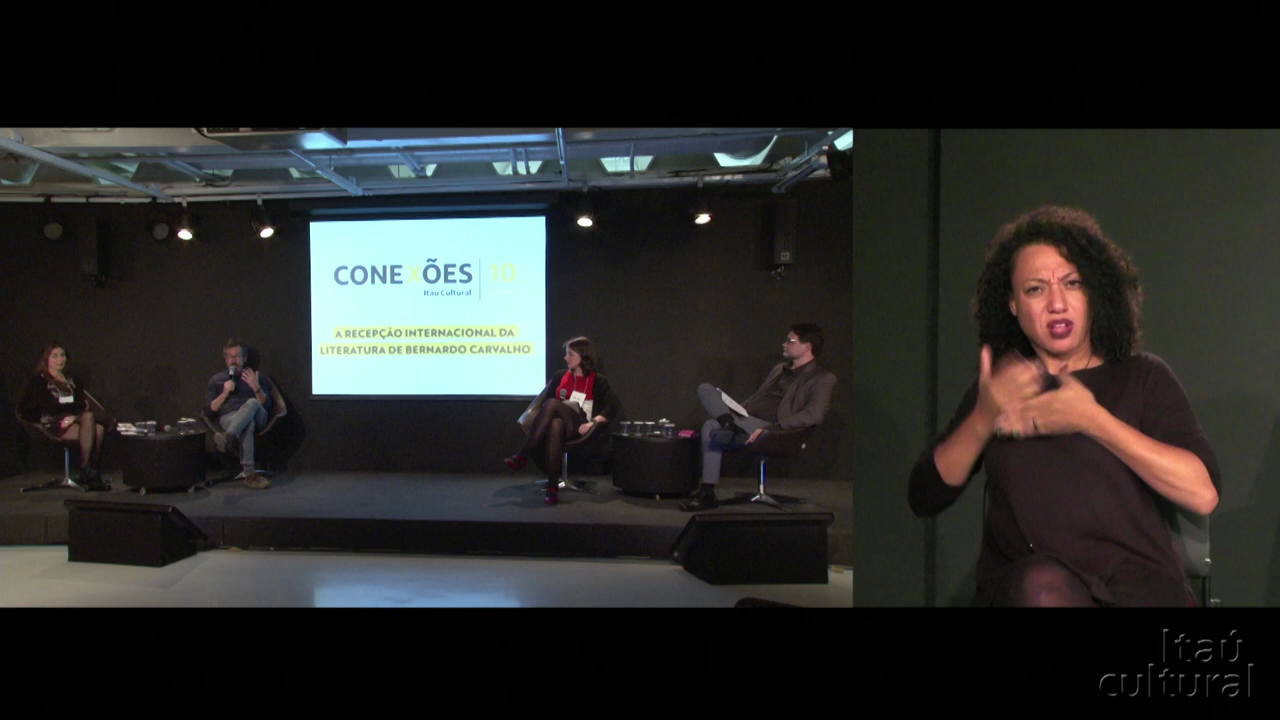 CONEXÕES 10
Itaú Cultural
A RECEPÇÃO INTERNACIONAL DA
LITERATURA DE BERNARDO CARVALHO
Itaú
cultural